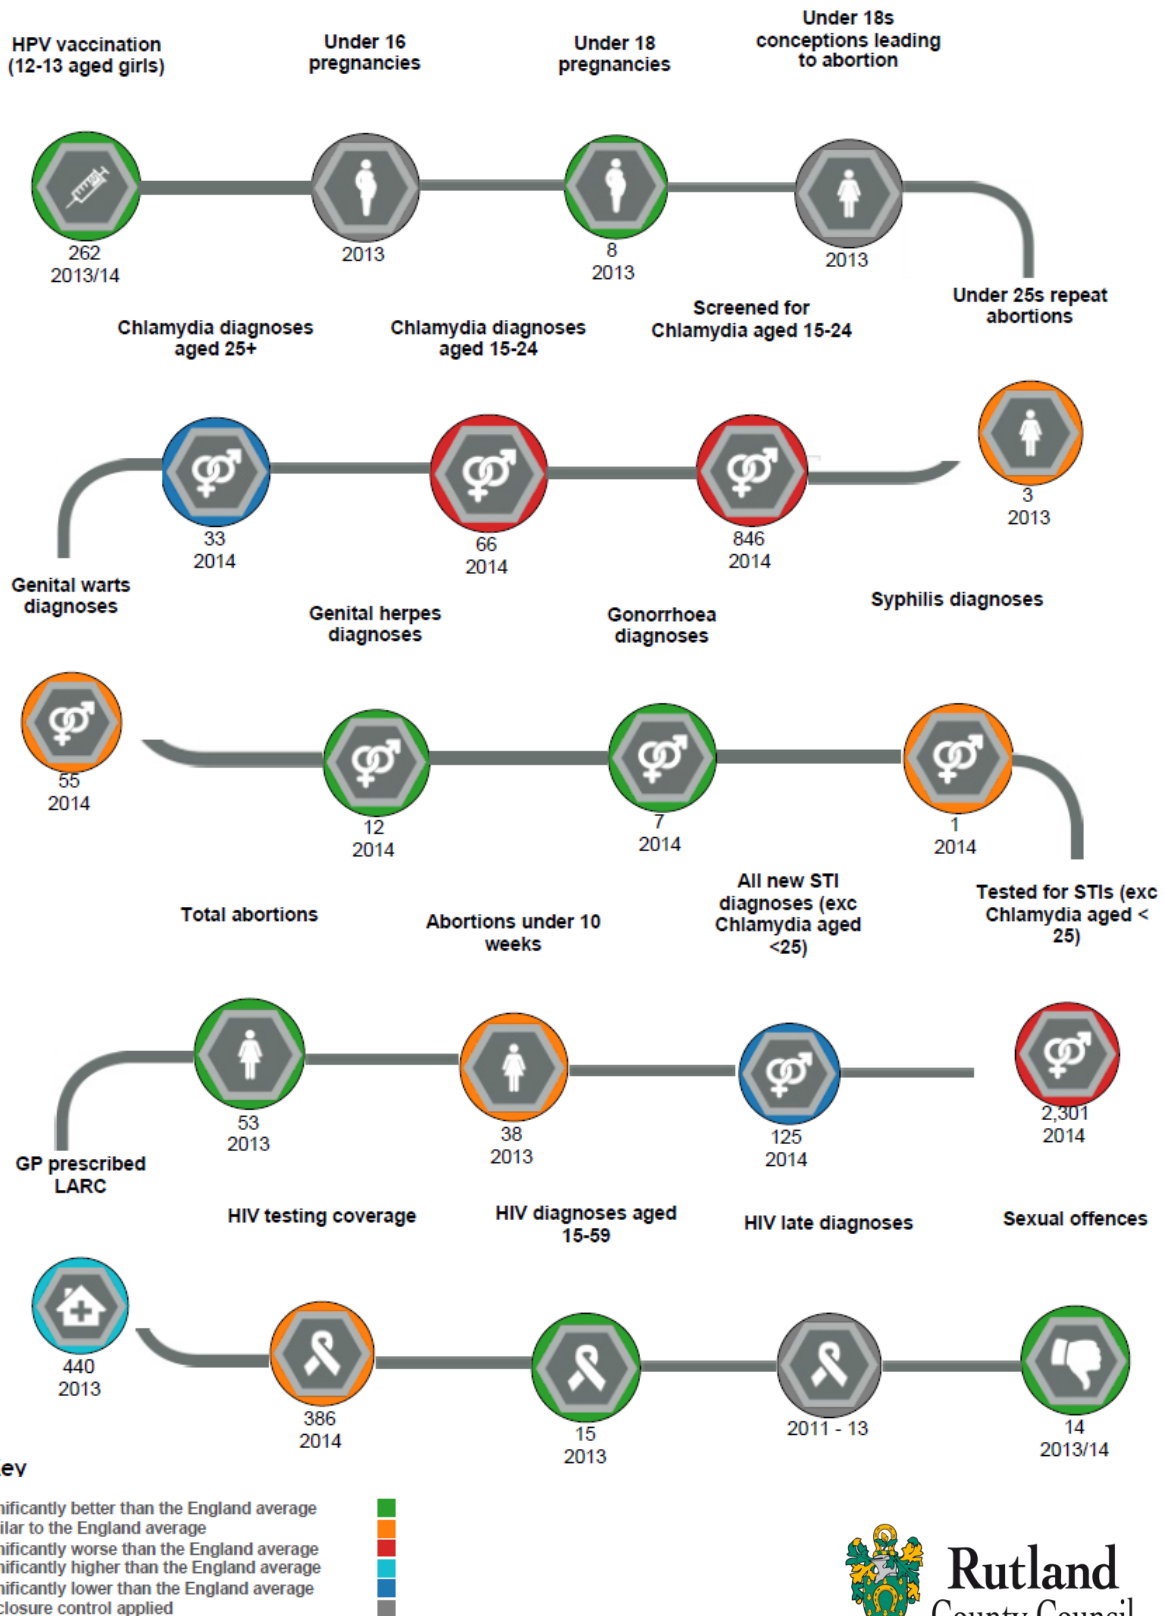 HPV vaccination
(12-13 aged girls)
Under 16
pregnancies
Under 18
pregnancies
Under 18s
conceptions leading
to abortion
262
2013/14
2013
8
2013
2013
Under 25s repeat
abortions
Chlamydia diagnoses
aged 25+
Chlamydia diagnoses
aged 15-24
Screened for
Chlamydia aged 15-24
33
2014
66
2014
846
2014
3
2013
Genital warts
diagnoses
Genital herpes
diagnoses
Gonorrhoea
diagnoses
Syphilis diagnoses
55
2014
12
2014
7
2014
1
2014
Total abortions
Abortions under 10
weeks
All new STI
diagnoses (exc
Chlamydia aged
<25)
Tested for STIs (exc
Chlamydia aged <
25)
53
2013
38
2013
125
2014
2,301
2014
GP prescribed
LARC
HIV testing coverage
HIV diagnoses aged
15-59
HIV late diagnoses
Sexual offences
440
2013
386
2014
15
2013
2011 - 13
14
2013/14
ey
nificantly better than the England average
ilar to the England average
nificantly worse than the England average
nificantly higher than the England average
nificantly lower than the England average
closure control applied
Rutland
County Council